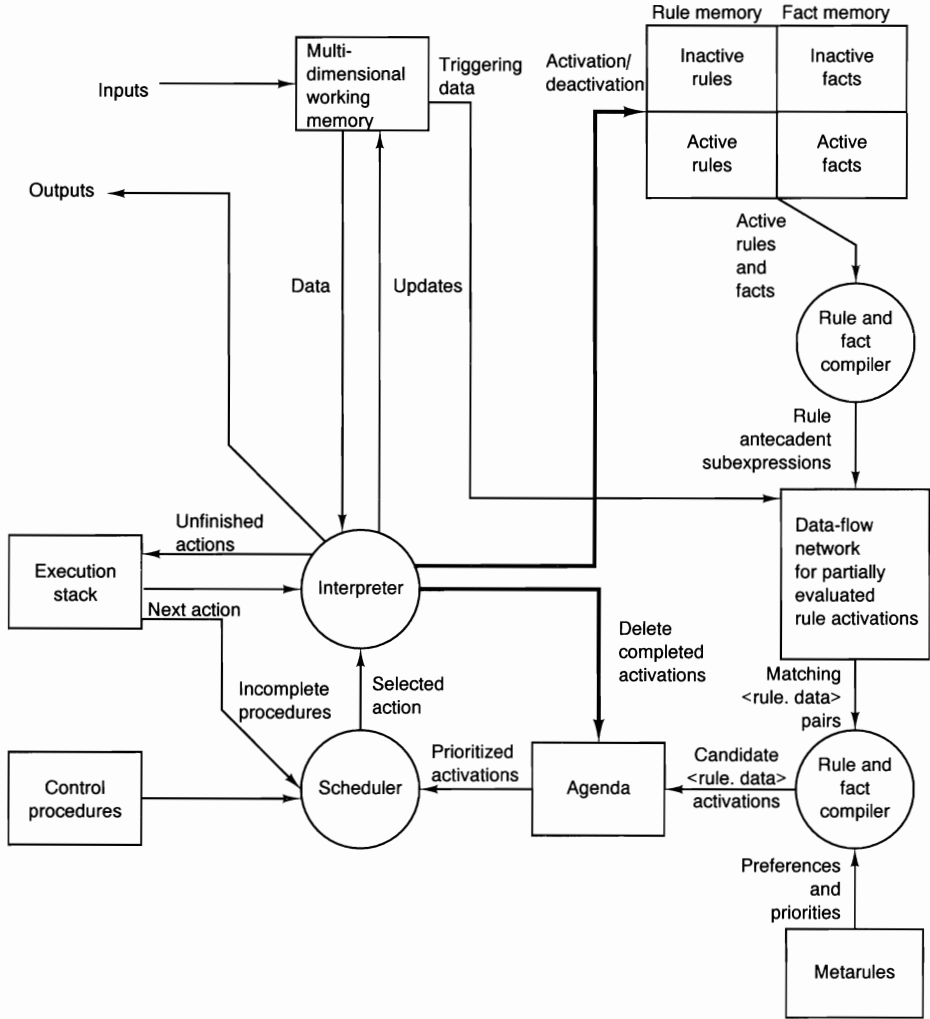 Rule memory
Fact memory
Inactive
rules
Inactive
facts
Active
rules
Active
facts
Multi-
dimensional
working
memory
Triggering
data
Activation/
deactivation
Inputs
Outputs
Data
Updates
Active
rules
and
facts
Rule and
fact
compiler
Rule
antecadent
subexpressions
Data-flow
network
for partially
evaluated
rule activations
Unfinished
actions
Execution
stack
Interpreter
Next action
Delete
completed
activations
Incomplete
procedures
Selected
action
Matching
<rule. data>
pairs
Control
procedures
Scheduler
Prioritized
activations
Agenda
Candidate
<rule. data>
activations
Rule and
fact
compiler
Preferences
and
priorities
Metarules